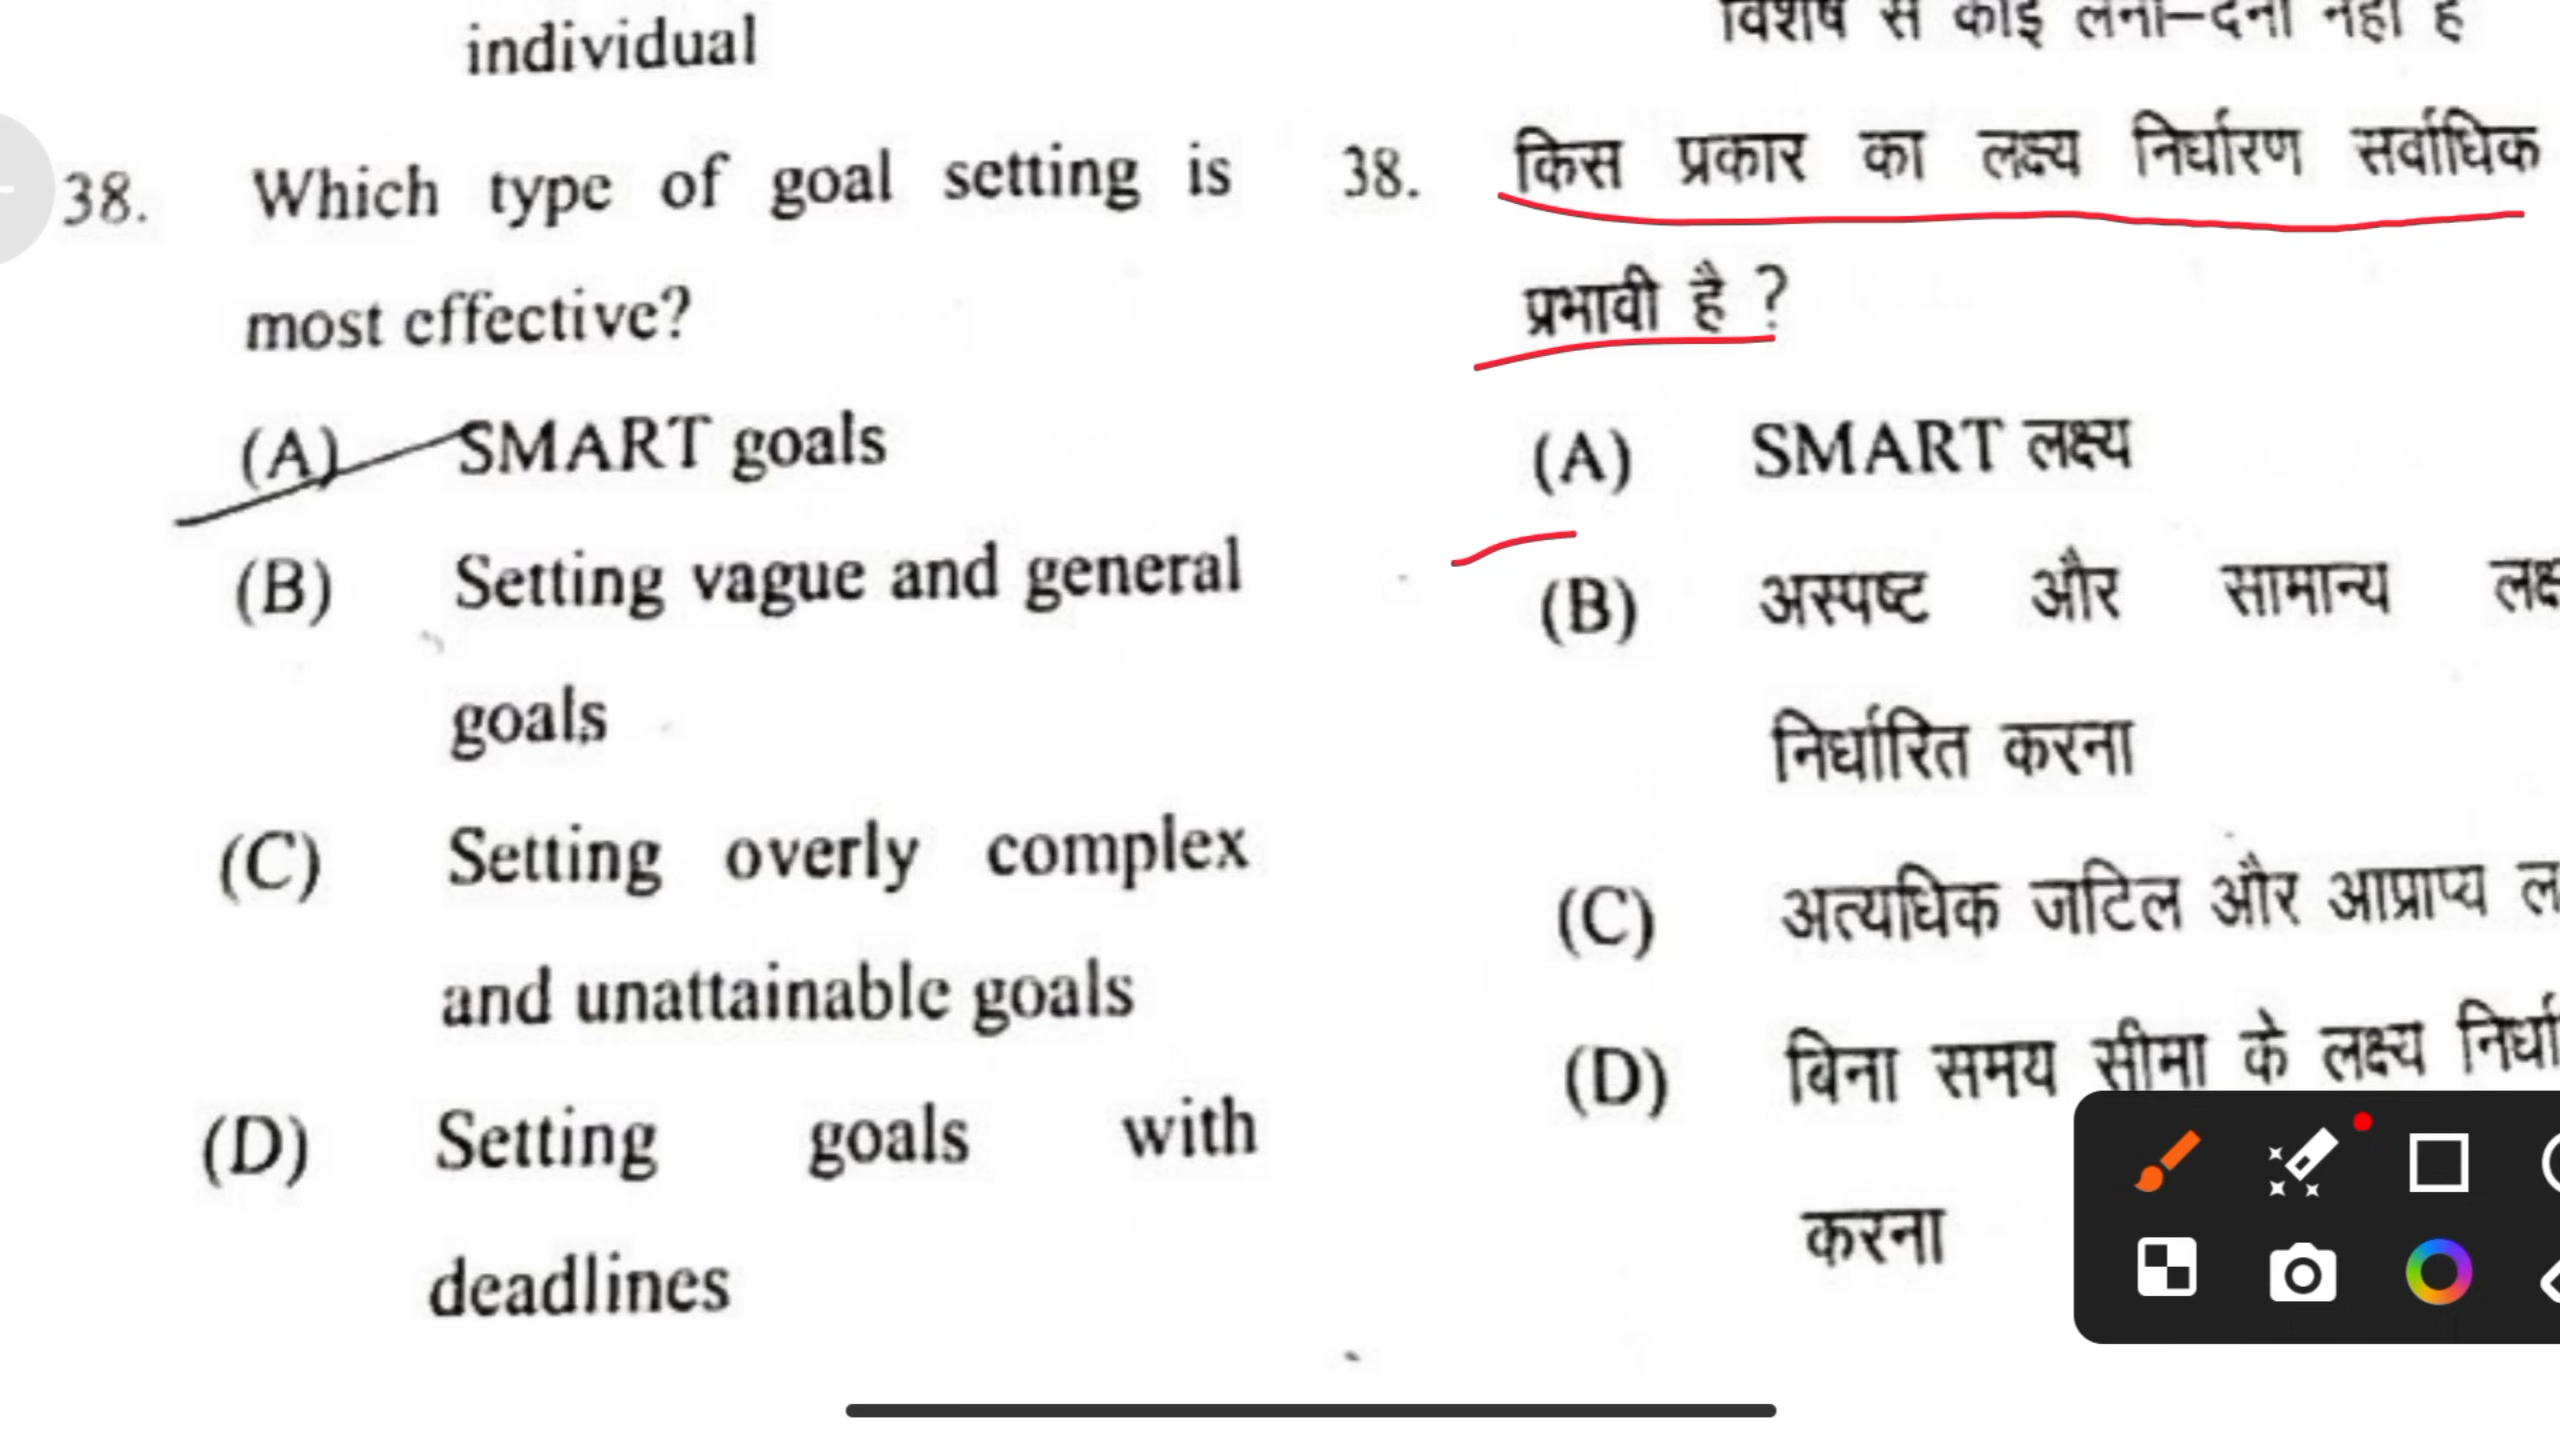 individual
38. Which type of goal setting is
most effective?
(A) SMART goals
(B) Setting vague and general
goals
(C) Setting overly complex
and unattainable goals
(D) Setting goals with
deadlines
विशेष से कोई लेना–देना नहीं है
38. किस प्रकार का लक्ष्य निर्धारण सर्वाधिक
प्रभावी है ?
(A) SMART लक्ष्य
(B) अस्पष्ट और सामान्य
निर्धारित करना
(C) अत्यधिक जटिल और आप्राप्य
(D) बिना समय सीमा के लक्ष्य
करना